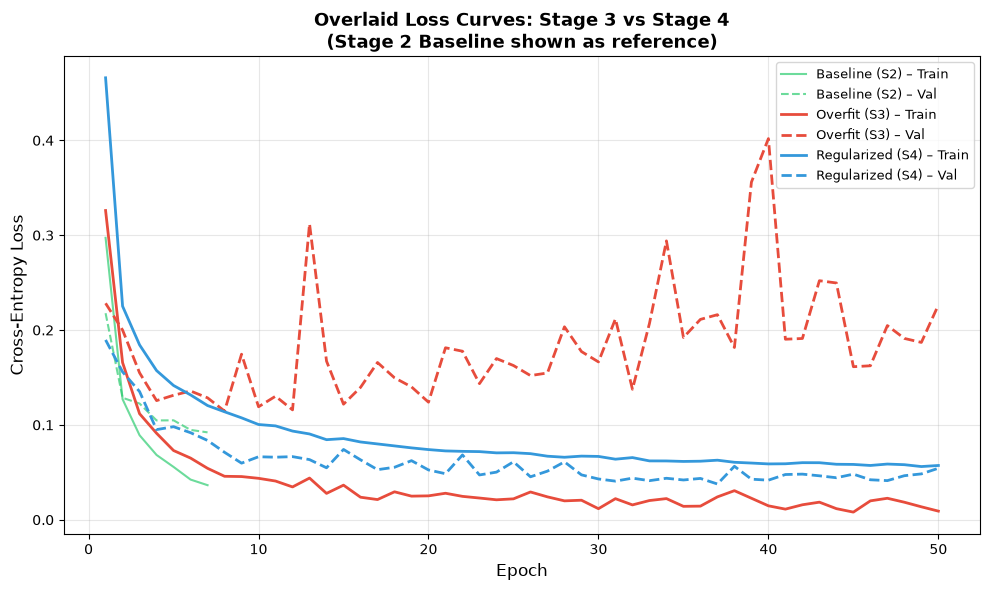 Overlaid Loss Curves: Stage 3 vs Stage 4
(Stage 2 Baseline shown as reference)
Cross-Entropy Loss
0.4
0.3
0.2
0.1
0.0
Baseline (S2) – Train
Baseline (S2) – Val
Overfit (S3) – Train
Overfit (S3) – Val
Regularized (S4) – Train
Regularized (S4) – Val
0 10 20 30 40 50
Epoch